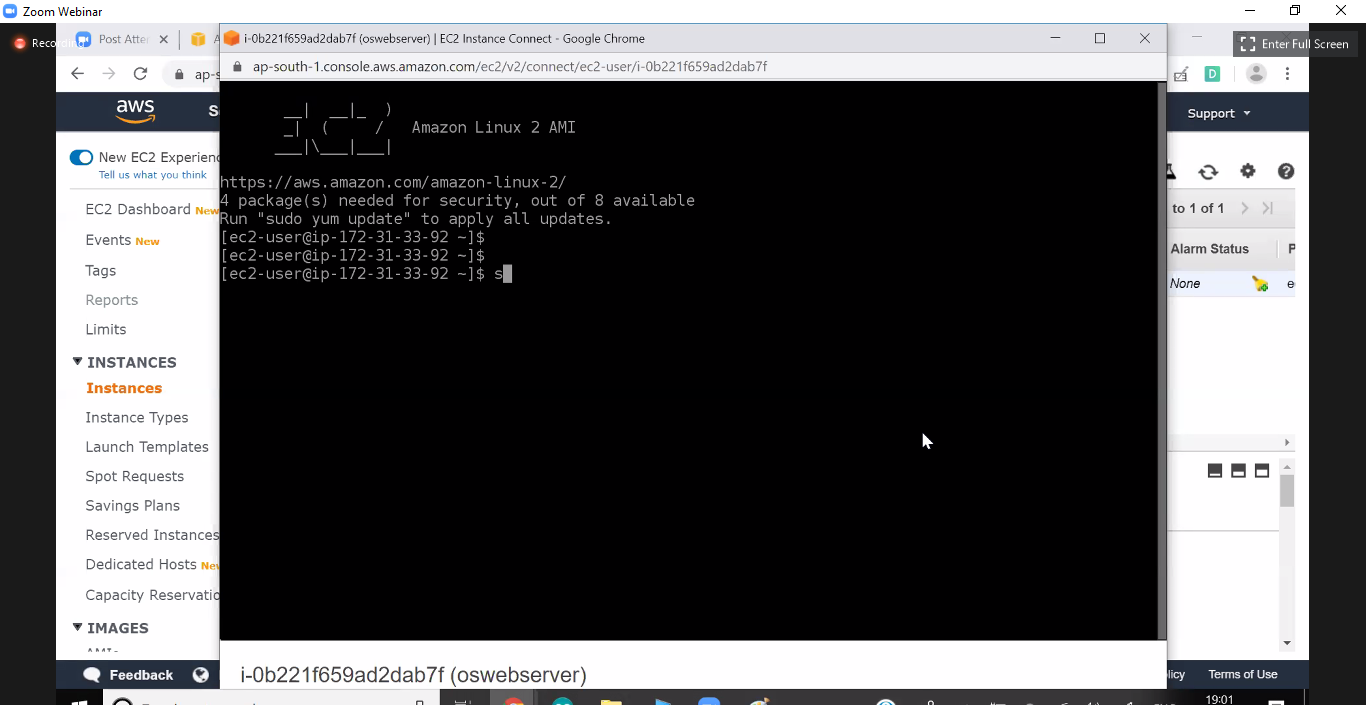 Zoom Webinar
Recording
Post Atter
i-0b221f659ad2dab7f (oswebserver) | EC2 Instance Connect - Google Chrome
Enter Full Screen
ap-s
ap-south-1.console.aws.amazon.com/ec2/v2/connect/ec2-user/i-0b221f659ad2dab7f
D
aws
S
Support
__| __|_ )
_| ( / Amazon Linux 2 AMI
___|\___|___|
https://aws.amazon.com/amazon-linux-2/
4 package(s) needed for security, out of 8 available
Run "sudo yum update" to apply all updates.
[ec2-user@ip-172-31-33-92 ~]$
[ec2-user@ip-172-31-33-92 ~]$
[ec2-user@ip-172-31-33-92 ~]$ s
New EC2 Experien
Tell us what you think
EC2 Dashboard New
Events New
Tags
Reports
Limits
INSTANCES
Instances
Instance Types
Launch Templates
Spot Requests
Savings Plans
Reserved Instances
Dedicated Hosts New
Capacity Reservatio
IMAGES
AMIs
to 1 of 1
Alarm Status
P
None
e
Feedback
i-0b221f659ad2dab7f (oswebserver)
licy
Terms of Use
19:01